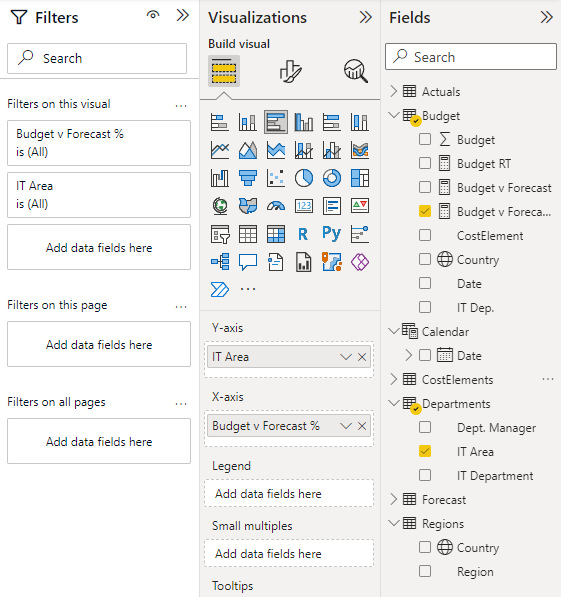 Filters
Search
Filters on this visual
...
Budget v Forecast %
is (All)
IT Area
is (All)
Add data fields here
Filters on this page
...
Add data fields here
Filters on all pages
...
Add data fields here
Visualizations
Build visual
123
R
Py
...
Y-axis
IT Area
X-axis
Budget v Forecast %
Legend
Add data fields here
Small multiples
Add data fields here
Tooltips
Fields
Search
Actuals
Budget
Budget
Budget RT
Budget v Forecast
Budget v Foreca...
CostElement
Country
Date
IT Dep.
Calendar
Date
CostElements
...
Departments
Dept. Manager
IT Area
IT Department
Forecast
Regions
Country
Region